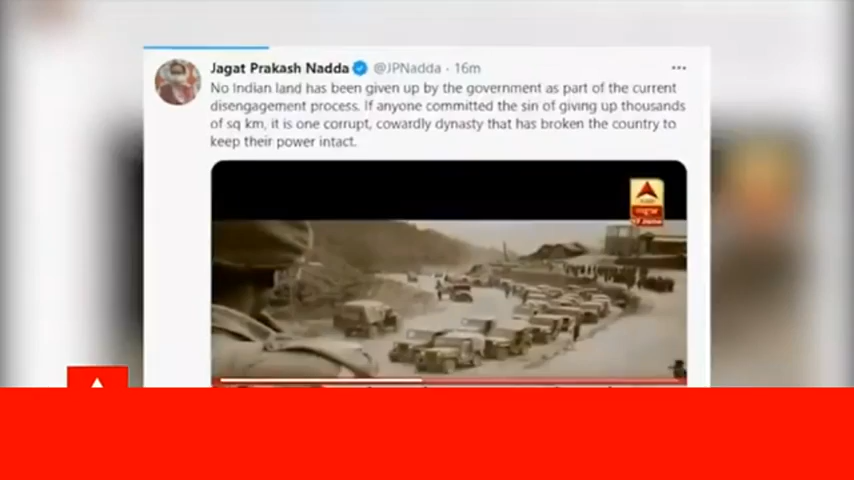 Jagat Prakash Nadda @JPNadda · 16m
No Indian land has been given up by the government as part of the current
disengagement process. If anyone committed the sin of giving up thousands
of sq km, it is one corrupt, cowardly dynasty that has broken the country to
keep their power intact.